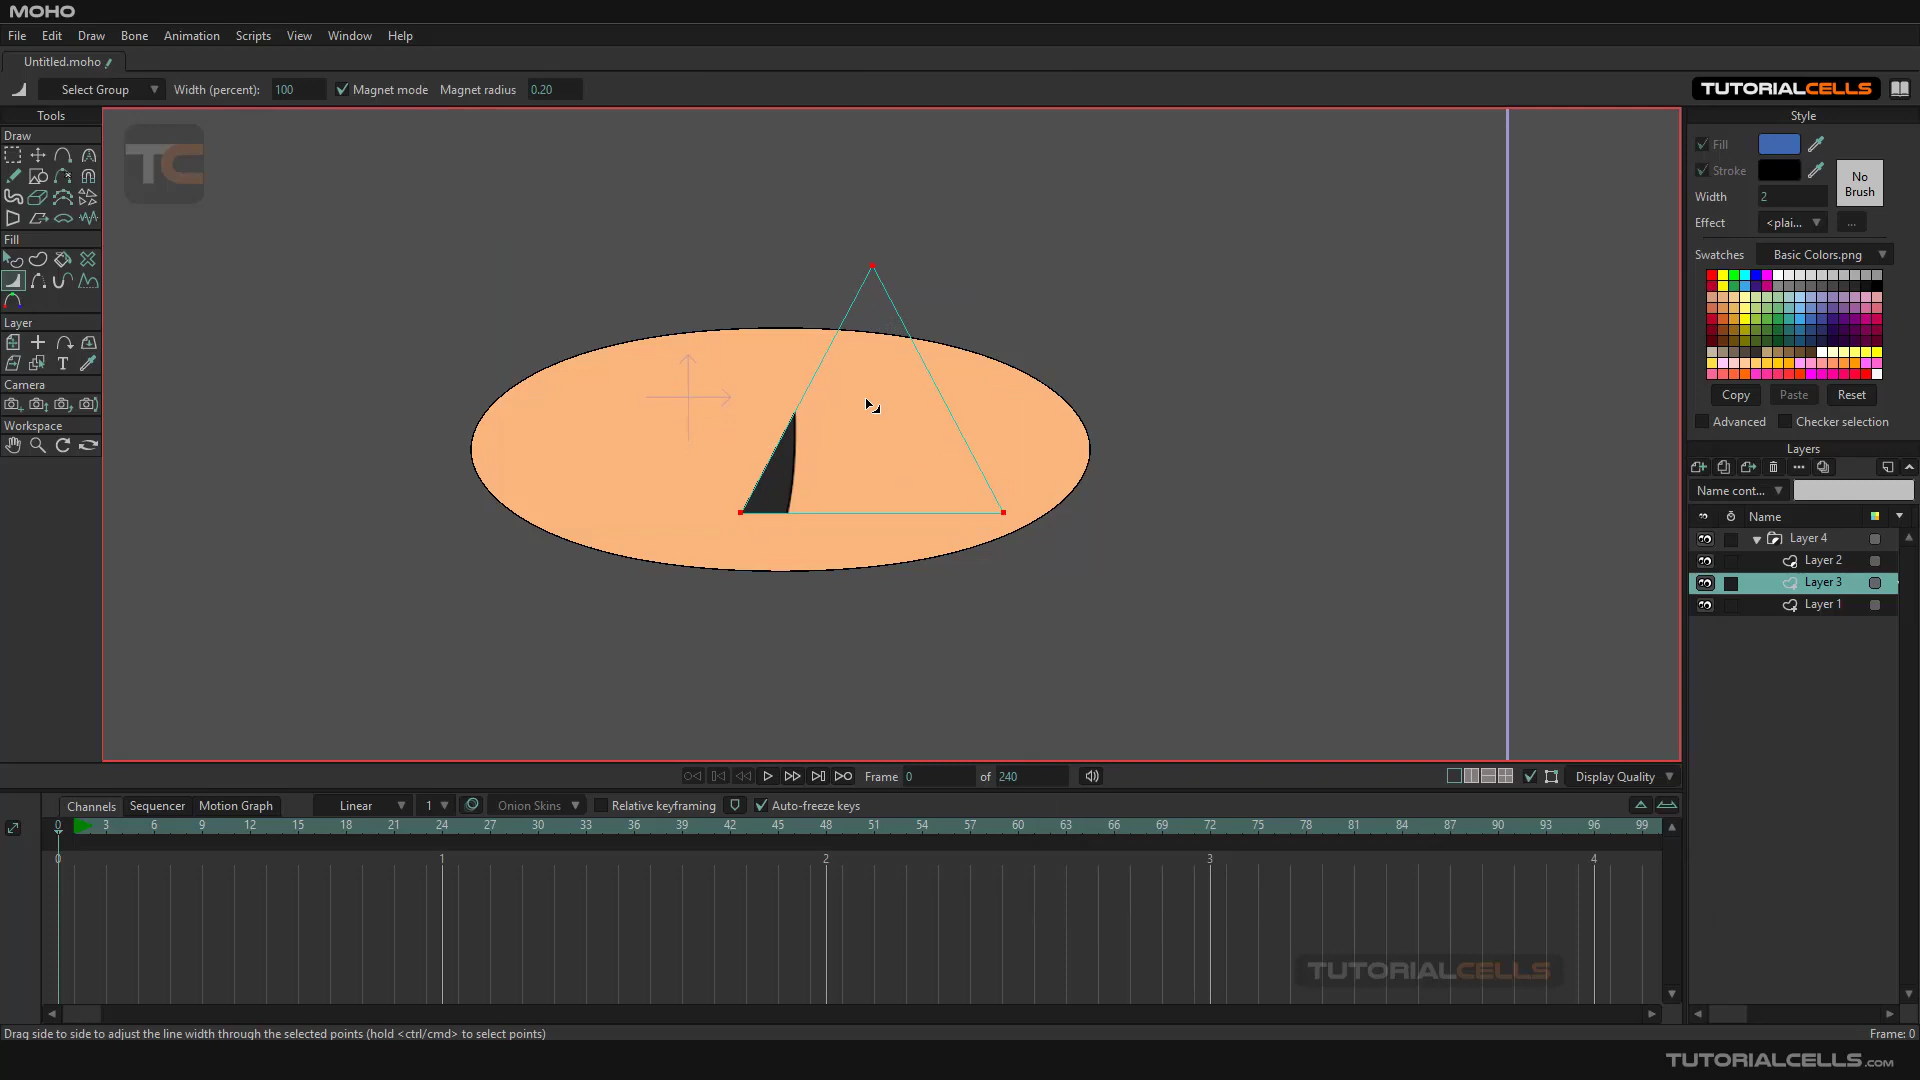 MOHO
File Edit Draw Bone Animation Scripts View Window Help
Untitled.moho
Select Group Width (percent): 100 Magnet mode Magnet radius 0.20 TUTORIALCELLS
Tools
Draw
Fill
Layer
T
Camera
Workspace
TC
Style
Fill
Stroke
No Brush
Width 2
Effect <plai... ...
Swatches Basic Colors.png
Copy Paste Reset
Advanced Checker selection
Layers
Name cont...
Name
Layer 4
Layer 2
Layer 3
Layer 1
Frame 0 of 240 Display Quality
Channels Sequencer Motion Graph Linear 1 Onion Skins Relative keyframing Auto-freeze keys
0 3 6 9 12 15 18 21 24 27 30 33 36 39 42 45 48 51 54 57 60 63 66 69 72 75 78 81 84 87 90 93 96 99
0 1 2 3 4
TUTORIALCELLS
Drag side to side to adjust the line width through the selected points (hold <ctrl/cmd> to select points) Frame: 0
TUTORIALCELLS.COM